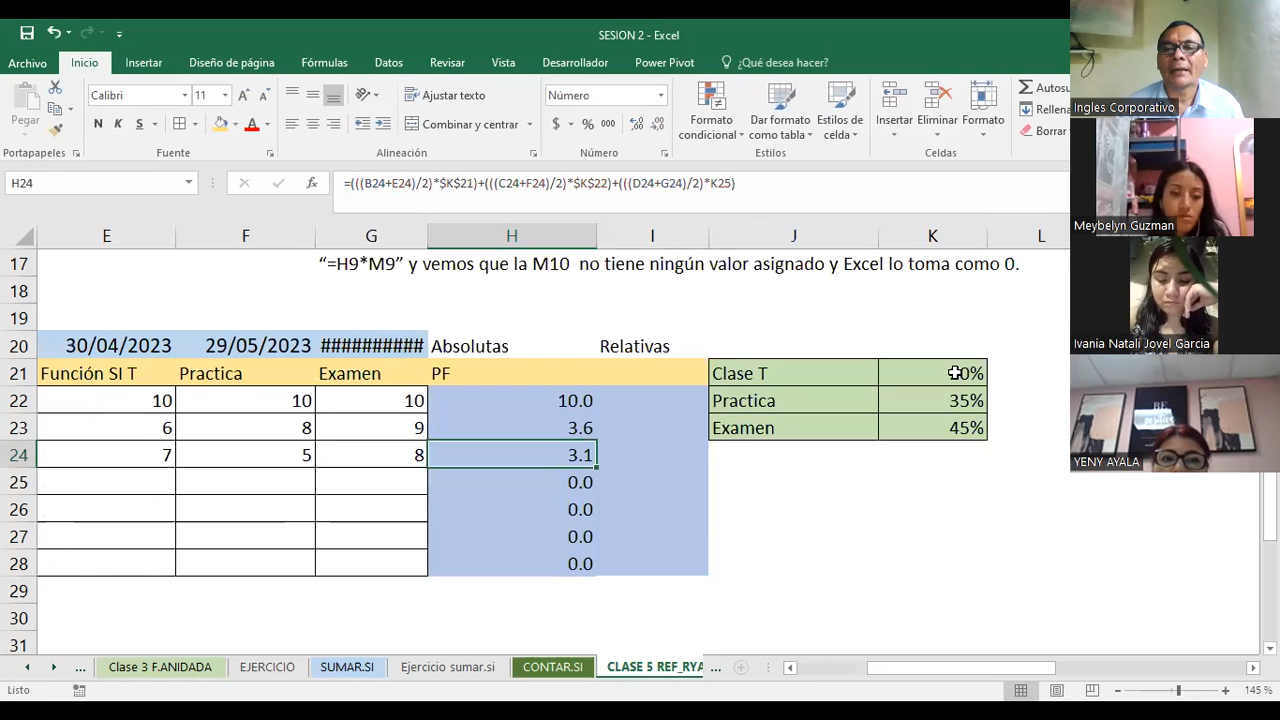 SESION 2 - Excel
Archivo Inicio Insertar Diseño de página Fórmulas Datos Revisar Vista Desarrollador Power Pivot ¿Qué desea hacer?
Pegar
Calibri 11
N K S
Ajustar texto
Combinar y centrar
Número
$ % 000
Formato condicional
Dar formato como tabla
Estilos de celda
Insertar Eliminar Formato
Autosu
Rellena
Borrar
Portapapeles Fuente Alineación Número Estilos Celdas
H24 fx =(((B24+E24)/2)*$K$21)+(((C24+F24)/2)*$K$22)+(((D24+G24)/2)*K25)
E F G H I J K L
17 “=H9*M9” y vemos que la M10 no tiene ningún valor asignado y Excel lo toma como 0.
18
19
20 30/04/2023 29/05/2023 ########## Absolutas Relativas
21 Función SI T Practica Examen PF Clase T
22 10 10 10 10.0 Practica 35%
23 6 8 9 3.6 Examen 45%
24 7 5 8 3.1
25 0.0
26 0.0
27 0.0
28 0.0
29
30
31
... Clase 3 F.ANIDADA EJERCICIO SUMAR.SI Ejercicio sumar.si CONTAR.SI CLASE 5 REF_RYA ...
Listo 145 %
Ingles Corporativo
Meybelyn Guzman
Ivania Natali Jovel Garcia
BE
positive
YENY AYALA